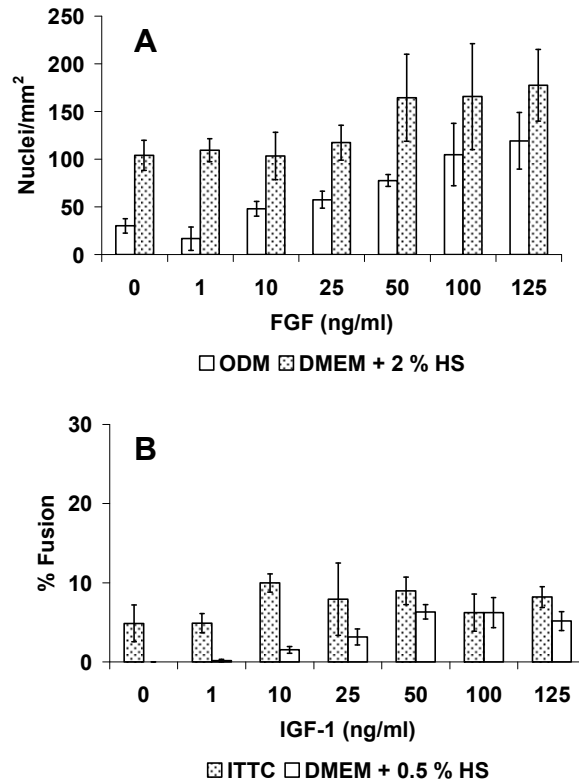 A
250
200
150
100
50
0
Nuclei/mm²
0 1 10 25 50 100 125
FGF (ng/ml)
ODM DMEM + 2 % HS
B
30
20
10
0
% Fusion
0 1 10 25 50 100 125
IGF-1 (ng/ml)
ITTC DMEM + 0.5 % HS